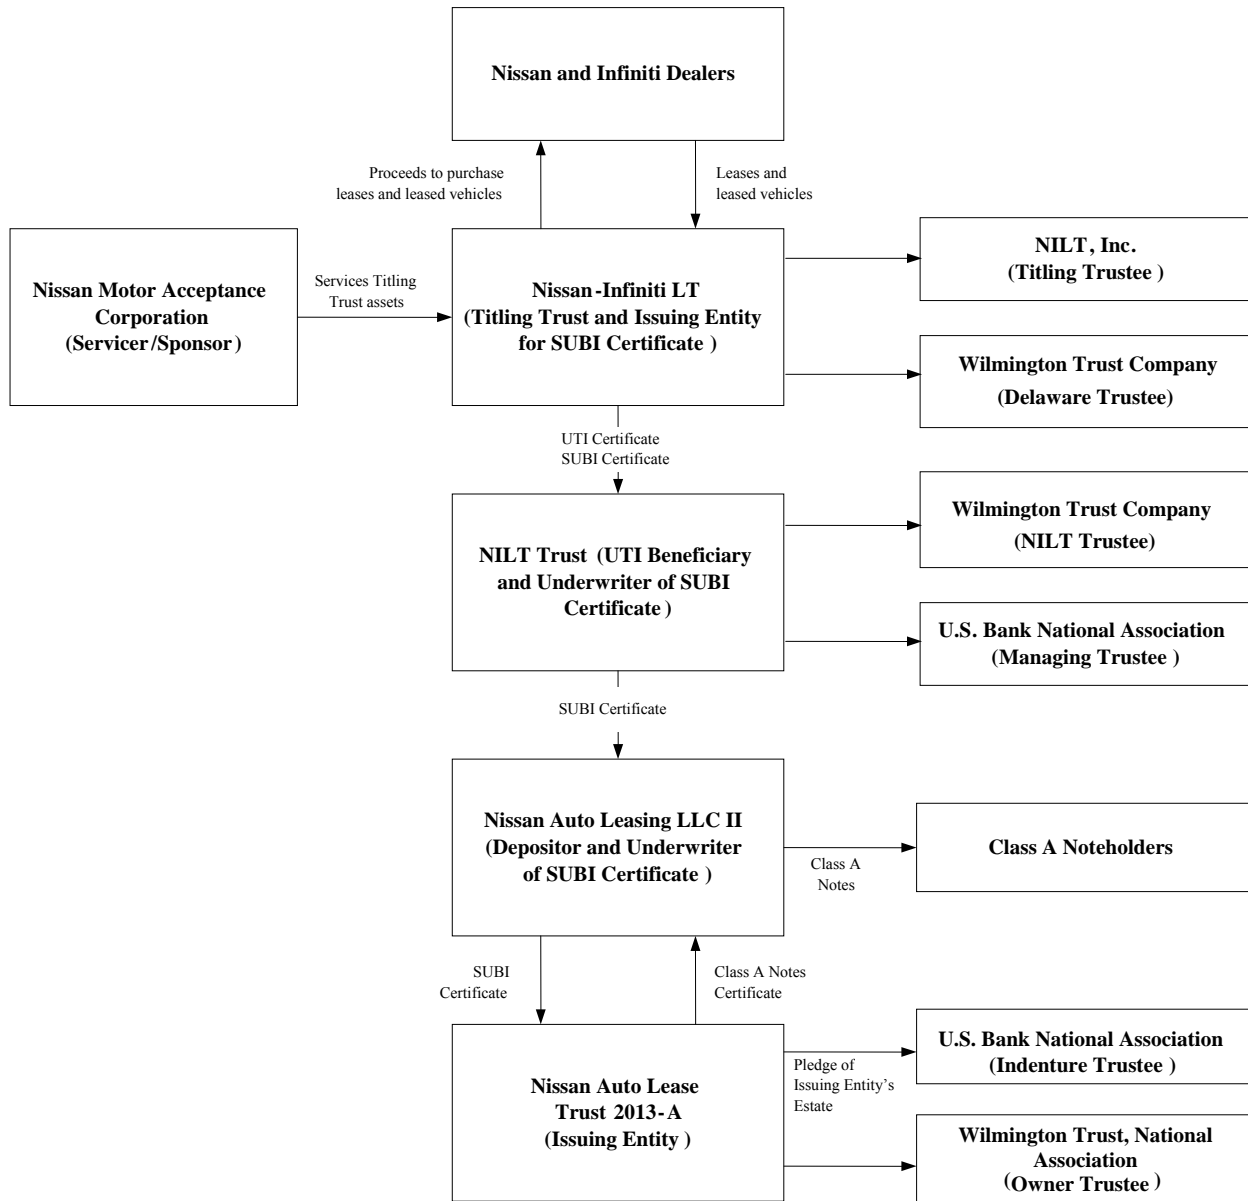 Nissan and Infiniti Dealers
Proceeds to purchase
leases and leased vehicles
Leases and
leased vehicles
Nissan Motor Acceptance
Corporation
(Servicer/Sponsor)
Services Titling
Trust assets
Nissan-Infiniti LT
(Titling Trust and Issuing Entity
for SUBI Certificate )
NILT, Inc.
(Titling Trustee )
Wilmington Trust Company
(Delaware Trustee)
UTI Certificate
SUBI Certificate
NILT Trust (UTI Beneficiary
and Underwriter of SUBI
Certificate )
Wilmington Trust Company
(NILT Trustee)
U.S. Bank National Association
(Managing Trustee )
SUBI Certificate
Nissan Auto Leasing LLC II
(Depositor and Underwriter
of SUBI Certificate )
Class A
Notes
Class A Noteholders
SUBI
Certificate
Class A Notes
Certificate
Nissan Auto Lease
Trust 2013-A
(Issuing Entity )
Pledge of
Issuing Entity's
Estate
U.S. Bank National Association
(Indenture Trustee )
Wilmington Trust, National
Association
(Owner Trustee )